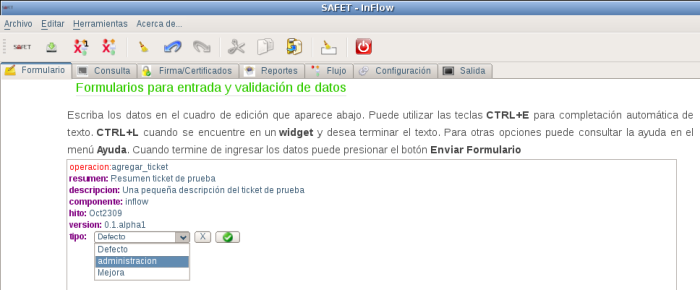 SAFET - InFlow
Archivo Editar Herramientas Acerca de...
SAFET
Formulario Consulta Firma/Certificados Reportes Flujo Configuración Salida
Formularios para entrada y validación de datos
Escriba los datos en el cuadro de edición que aparece abajo. Puede utilizar las teclas CTRL+E para completación automática de
texto. CTRL+L cuando se encuentre en un widget y desea terminar el texto. Para otras opciones puede consultar la ayuda en el
menú Ayuda. Cuando termine de ingresar los datos puede presionar el botón Enviar Formulario
operacion:agregar_ticket
resumen: Pesumen ticket de prueba
descripcion: Una pequeña descripción del ticket de prueba
componente: inflow
hito: Oct2309
version: 0.1.alpha1
tipo: Defecto X
Defecto
administracion
Mejora